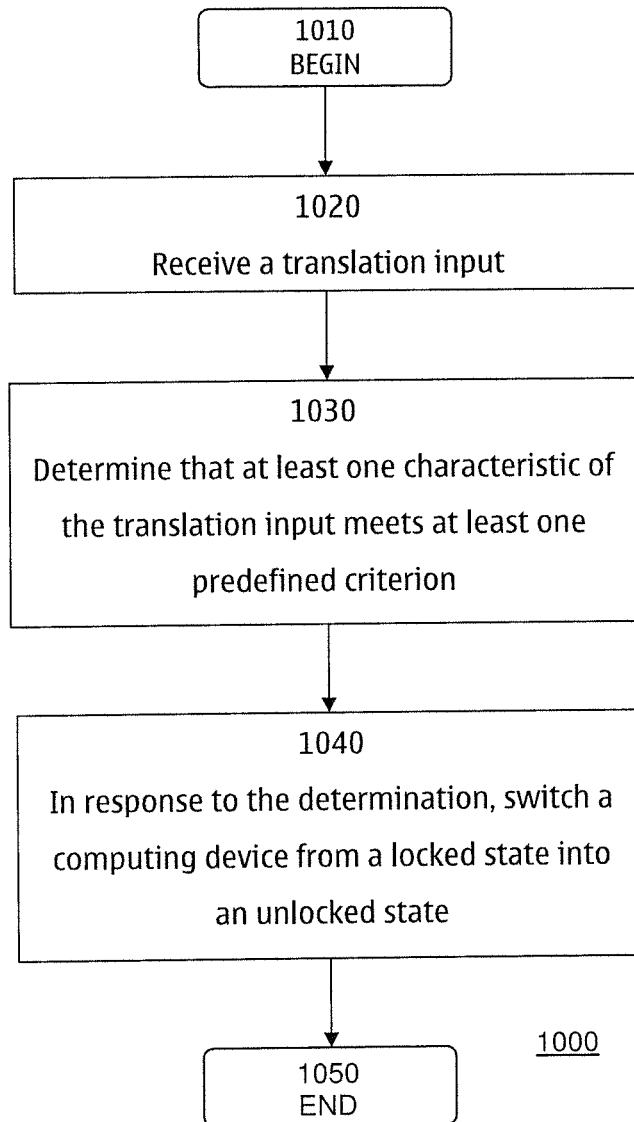 1010
BEGIN
1020
Receive a translation input
1030
Determine that at least one characteristic of
the translation input meets at least one
predefined criterion
1040
In response to the determination, switch a
computing device from a locked state into
an unlocked state
1000
1050
END